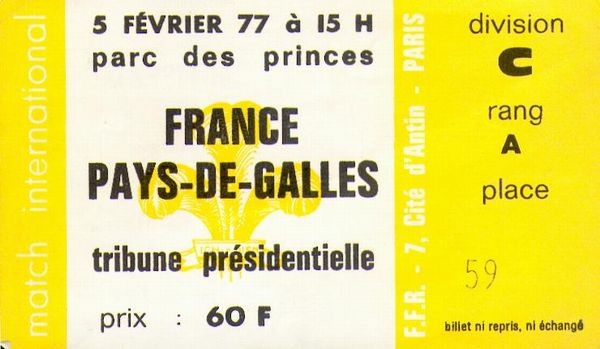 match international
5 FÉVRIER 77 à 15 H
parc des princes
FRANCE
PAYS-DE-GALLES
tribune présidentielle
prix : 60 F
F.F.R. - 7, Cité d'Antin - PARIS
division
C
rang
A
place
59
billet ni repris, ni échangé